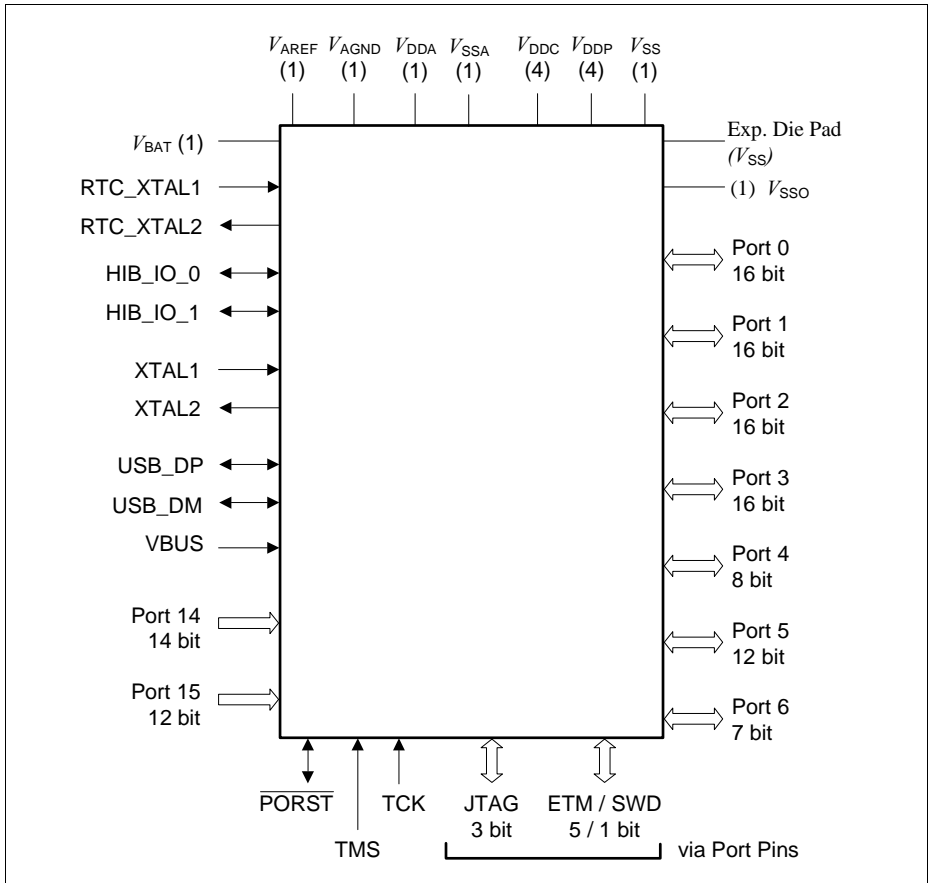 VAREF VAGND VDDA VSSA VDDC VDDP VSS
(1) (1) (1) (1) (4) (4) (1)
VBAT (1)
Exp. Die Pad
(VSS)
RTC_XTAL1
(1) VSSO
RTC_XTAL2
HIB_IO_0
HIB_IO_1
XTAL1
XTAL2
USB_DP
USB_DM
VBUS
Port 14
14 bit
Port 15
12 bit
Port 0
16 bit
Port 1
16 bit
Port 2
16 bit
Port 3
16 bit
Port 4
8 bit
Port 5
12 bit
Port 6
7 bit
PORST
TMS
TCK
JTAG
3 bit
ETM / SWD
5 / 1 bit
via Port Pins